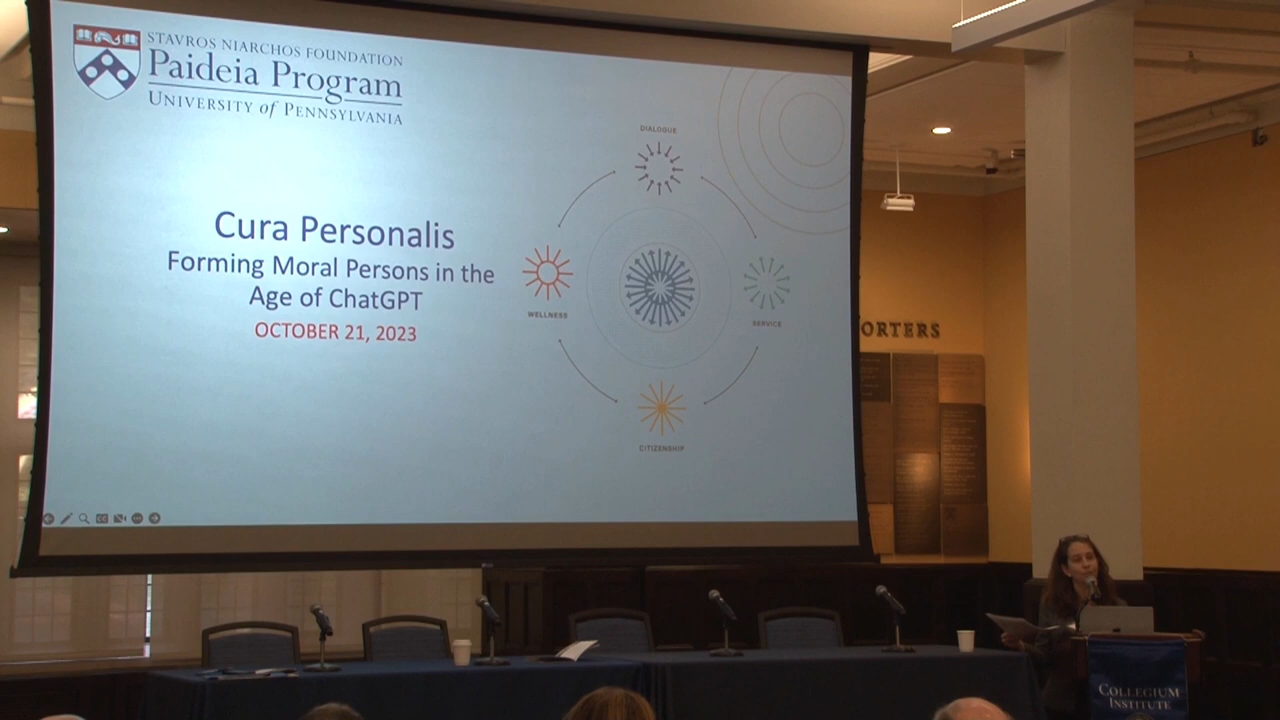 STAVROS NIARCHOS FOUNDATION
Paideia Program
UNIVERSITY of PENNSYLVANIA
DIALOGUE
Cura Personalis
Forming Moral Persons in the
Age of ChatGPT
OCTOBER 21, 2023
WELLNESS
SERVICE
CITIZENSHIP
ORTERS
COLLEGIUM
INSTITUTE